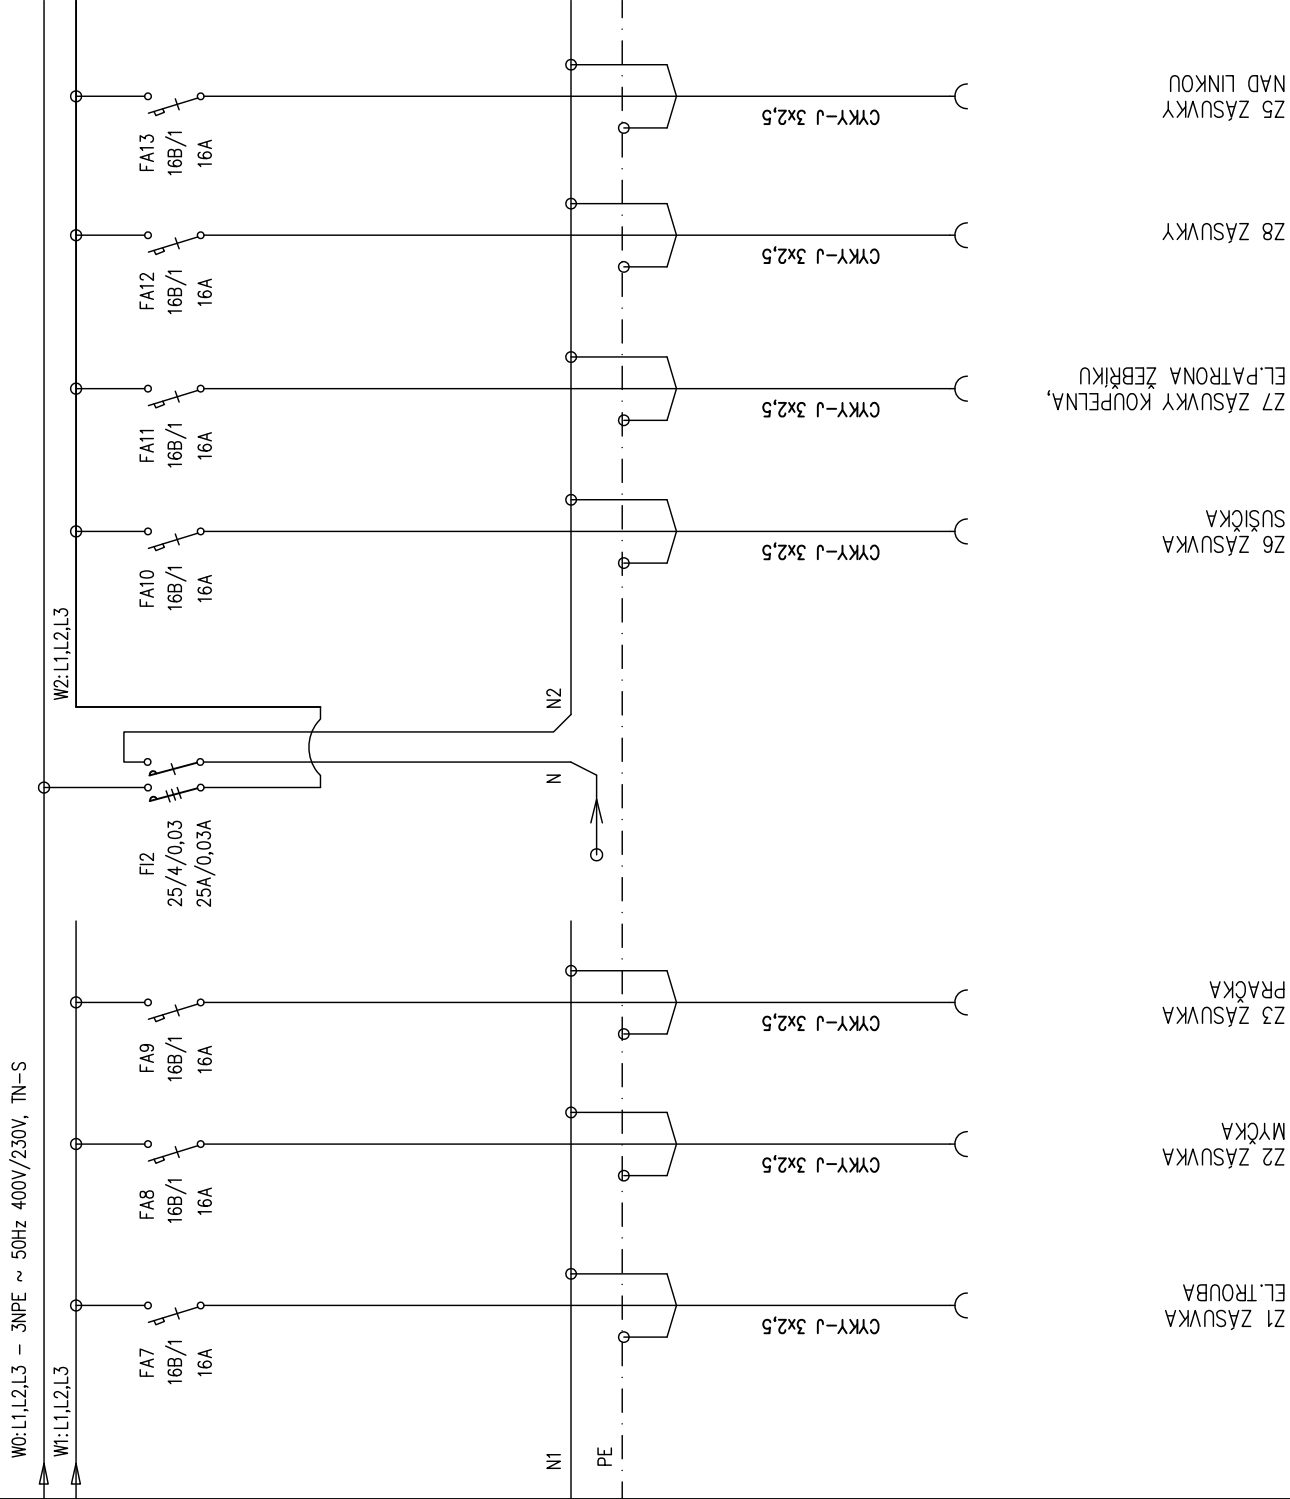 W0:L1,L2,L3 – 3NPE ~ 50Hz 400V/230V, TN–S
W1:L1,L2,L3
N1
PE
FA7
16B/1
16A
CYKY–J 3x2,5
Z1 ZÁSUVKA
EL.TROUBA
FA8
16B/1
16A
CYKY–J 3x2,5
Z2 ZÁSUVKA
MYČKA
FA9
16B/1
16A
CYKY–J 3x2,5
Z3 ZÁSUVKA
PRAČKA
FI2
25/4/0,03
25A/0,03A
N
N2
W2:L1,L2,L3
FA10
16B/1
16A
CYKY–J 3x2,5
Z6 ZÁSUVKA
SUŠIČKA
FA11
16B/1
16A
CYKY–J 3x2,5
Z7 ZÁSUVKY KOUPELNA,
EL.PATRONA ŽEBŘÍKU
FA12
16B/1
16A
CYKY–J 3x2,5
Z8 ZÁSUVKY
FA13
16B/1
16A
CYKY–J 3x2,5
Z5 ZÁSUVKY
NAD LINKOU